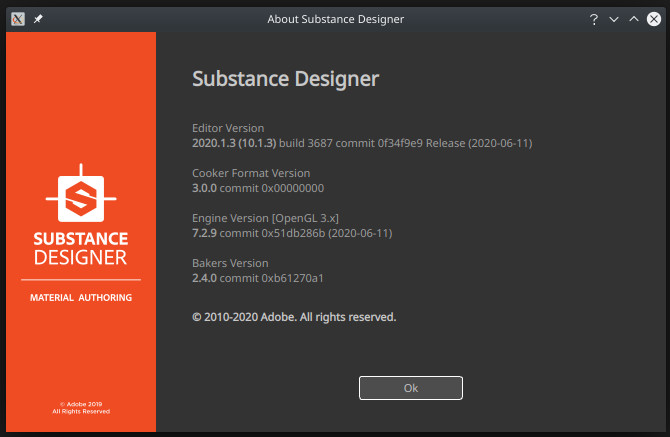 About Substance Designer
SUBSTANCE
DESIGNER
MATERIAL AUTHORING
© Adobe 2019
All Rights Reserved
Substance Designer
Editor Version
2020.1.3 (10.1.3) build 3687 commit 0f34f9e9 Release (2020-06-11)
Cooker Format Version
3.0.0 commit 0x00000000
Engine Version [OpenGL 3.x]
7.2.9 commit 0x51db286b (2020-06-11)
Bakers Version
2.4.0 commit 0xb61270a1
© 2010-2020 Adobe. All rights reserved.
Ok